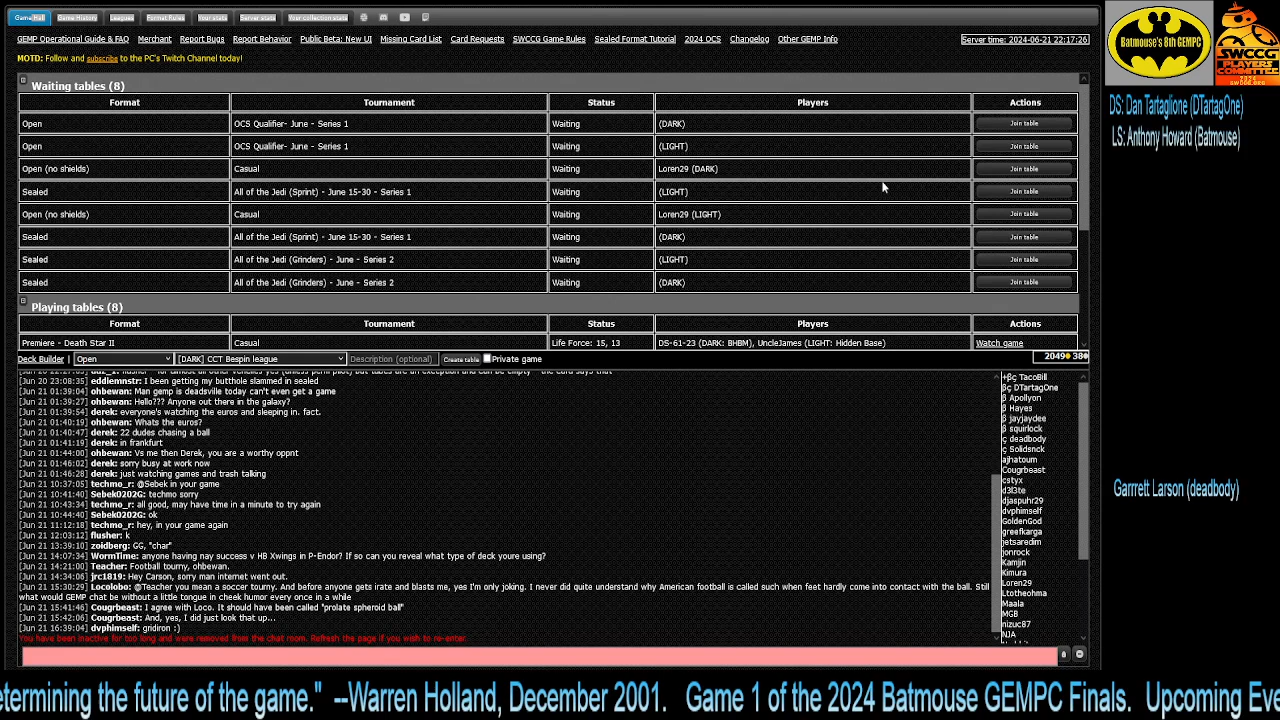 Game Hall Game History Leagues Format Rules Your stats Server stats Your collection stats
GEMP Operational Guide & FAQ Merchant Report Bugs Report Behavior Public Beta: New UI Missing Card List Card Requests SWCCG Game Rules Sealed Format Tutorial 2024 OCS Changelog Other GEMP Info Server time: 2024-06-21 22:17:26
MOTD: Follow and subscribe to the PC's Twitch Channel today!
Batmouse's 8th GEMPC
SWCCG
PLAYERS
COMMITTEE
DS: Dan Tartaglione (DTartagOne)
LS: Anthony Howard (Batmouse)
Garrrett Larson (deadbody)
Waiting tables (8)
Format Tournament Status Players Actions
Open OCS Qualifier- June - Series 1 Waiting (DARK) Join table
Open OCS Qualifier- June - Series 1 Waiting (LIGHT) Join table
Open (no shields) Casual Waiting Loren29 (DARK) Join table
Sealed All of the Jedi (Sprint) - June 15-30 - Series 1 Waiting (LIGHT) Join table
Open (no shields) Casual Waiting Loren29 (LIGHT) Join table
Sealed All of the Jedi (Sprint) - June 15-30 - Series 1 Waiting (DARK) Join table
Sealed All of the Jedi (Grinders) - June - Series 2 Waiting (LIGHT) Join table
Sealed All of the Jedi (Grinders) - June - Series 2 Waiting (DARK) Join table
Playing tables (8)
Format Tournament Status Players Actions
Premiere - Death Star II Casual Life Force: 15, 13 DS-61-23 (DARK: BHBM), UncleJames (LIGHT: Hidden Base) Watch game
Deck Builder | Open [DARK] CCT Bespin league Description (optional) Create table Private game 2049 38
[Jun 20 23:08:35] eddiemnstr: I been getting my butthole slammed in sealed
[Jun 21 01:39:04] ohbewan: Man gemp is deadsville today can't even get a game
[Jun 21 01:39:27] ohbewan: Hello??? Anyone out there in the galaxy?
[Jun 21 01:39:54] derek: everyone's watching the euros and sleeping in. fact.
[Jun 21 01:40:19] ohbewan: Whats the euros?
[Jun 21 01:40:47] derek: 22 dudes chasing a ball
[Jun 21 01:41:19] derek: in frankfurt
[Jun 21 01:44:00] ohbewan: Vs me then Derek, you are a worthy oppnt
[Jun 21 01:46:02] derek: sorry busy at work now
[Jun 21 01:46:28] derek: just watching games and trash talking
[Jun 21 10:37:05] techmo_r: @Sebek in your game
[Jun 21 10:41:40] Sebek0202G: techmo sorry
[Jun 21 10:43:34] techmo_r: all good, may have time in a minute to try again
[Jun 21 10:44:40] Sebek0202G: ok
[Jun 21 11:12:18] techmo_r: hey, in your game again
[Jun 21 12:03:12] flusher: k
[Jun 21 13:39:10] zoidberg: GG, "char"
[Jun 21 14:07:34] WormTime: anyone having nay success v HB Xwings in P-Endor? If so can you reveal what type of deck youre using?
[Jun 21 14:21:00] Teacher: Football tourny, ohbewan.
[Jun 21 14:34:06] jrc1819: Hey Carson, sorry man internet went out.
[Jun 21 15:30:29] Locolobo: @Teacher you mean a soccer tourny. And before anyone gets irate and blasts me, yes I'm only joking. I never did quite understand why American football is called such when feet hardly come into contact with the ball. Still
what would GEMP chat be without a little tongue in cheek humor every once in a while
[Jun 21 15:41:46] Cougrbeast: I agree with Loco. It should have been called "prolate spheroid ball"
[Jun 21 15:42:06] Cougrbeast: And, yes, I did just look that up...
[Jun 21 16:39:04] dvphimself: gridiron :)
You have been inactive for too long and were removed from the chat room. Refresh the page if you wish to re-enter.
+βç TacoBill
βç DTartagOne
β Apollyon
β Hayes
β jayjaydee
β squirlock
ç deadbody
ç Solidsnck
ajhatoum
Cougrbeast
cstyx
d3l3te
djaspuhr29
dvphimself
GoldenGod
greefkarga
jetsaredim
jonrock
Kamjin
Kimura
Loren29
Ltotheohma
Maala
MGB
nizuc87
NJA
etermining the future of the game." --Warren Holland, December 2001. Game 1 of the 2024 Batmouse GEMPC Finals. Upcoming Eve